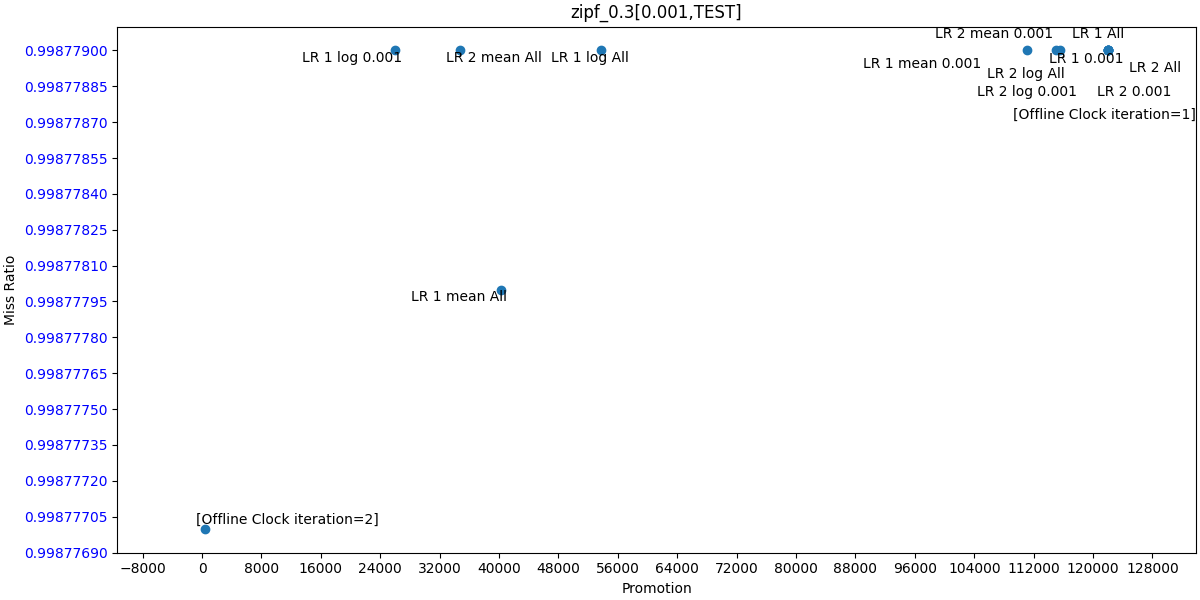 zipf_0.3[0.001,TEST]
LR 2 mean 0.001
LR 1 All
0.99877900
LR 1 log 0.001
LR 2 mean All
LR 1 log All
LR 1 0.001
LR 1 mean 0.001
LR 2 All
LR 2 log All
0.99877885
LR 2 log 0.001
LR 2 0.001
[Offline Clock iteration=1]
0.99877870
0.99877855
0.99877840
0.99877825
0.99877810
LR 1 mean All
0.99877795
0.99877780
0.99877765
0.99877750
0.99877735
0.99877720
[Offline Clock iteration=2]
0.99877705
0.99877690
Miss Ratio
−8000 0 8000 16000 24000 32000 40000 48000 56000 64000 72000 80000 88000 96000 104000 112000 120000 128000
Promotion